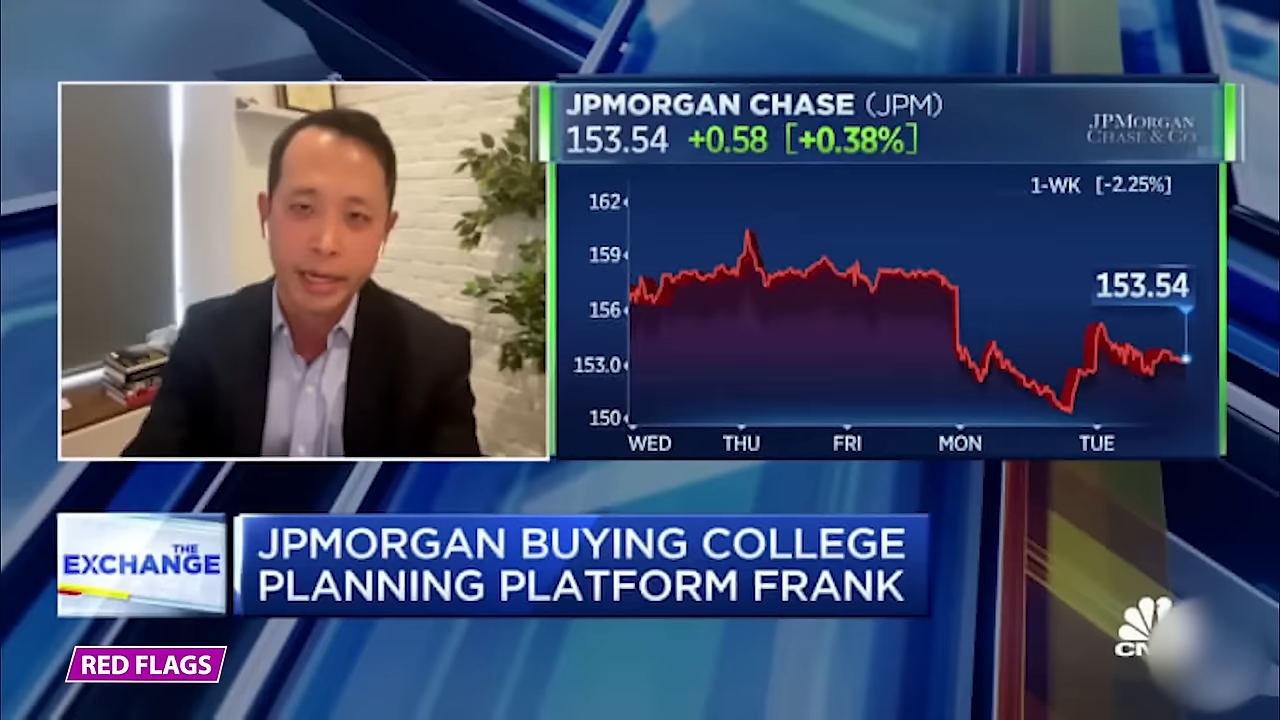 JPMORGAN CHASE (JPM)
153.54 +0.58 [+0.38%]
JPMORGAN
CHASE & CO
1-WK [-2.25%]
162
159
156
153.0
150
153.54
WED THU FRI MON TUE
THE
EXCHANGE
JPMORGAN BUYING COLLEGE
PLANNING PLATFORM FRANK
RED FLAGS